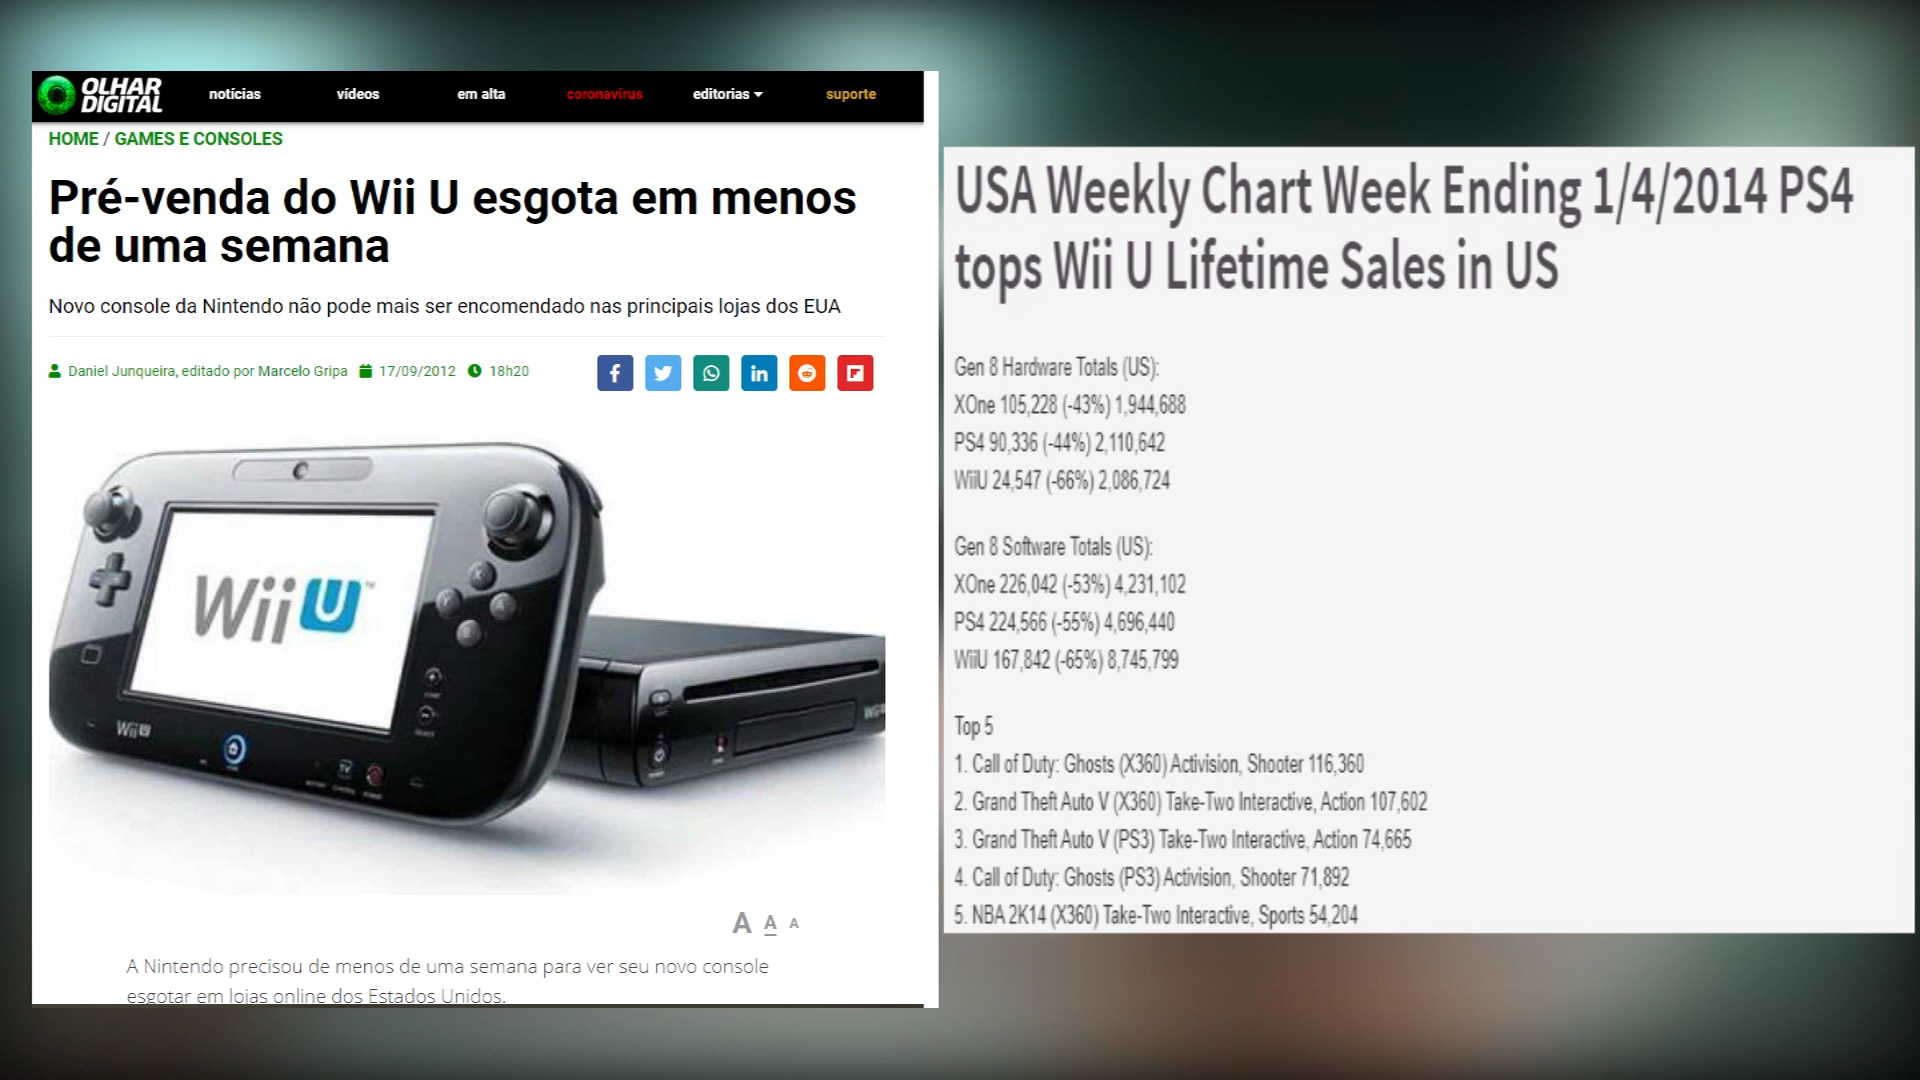 OLHAR
DIGITAL
notícias
vídeos
em alta
coronavírus
editorias
suporte
HOME / GAMES E CONSOLES
Pré-venda do Wii U esgota em menos
de uma semana
Novo console da Nintendo não pode mais ser encomendado nas principais lojas dos EUA
Daniel Junqueira, editado por Marcelo Gripa 17/09/2012 18h20
Wii U™
X
Y
A
B
Wii U
TV
A A A
A Nintendo precisou de menos de uma semana para ver seu novo console
esgotar em lojas online dos Estados Unidos.
USA Weekly Chart Week Ending 1/4/2014 PS4
tops Wii U Lifetime Sales in US
Gen 8 Hardware Totals (US):
XOne 105,228 (-43%) 1,944,688
PS4 90,336 (-44%) 2,110,642
WiiU 24,547 (-66%) 2,086,724
Gen 8 Software Totals (US):
XOne 226,042 (-53%) 4,231,102
PS4 224,566 (-55%) 4,696,440
WiiU 167,842 (-65%) 8,745,799
Top 5
1. Call of Duty: Ghosts (X360) Activision, Shooter 116,360
2. Grand Theft Auto V (X360) Take-Two Interactive, Action 107,602
3. Grand Theft Auto V (PS3) Take-Two Interactive, Action 74,665
4. Call of Duty: Ghosts (PS3) Activision, Shooter 71,892
5. NBA 2K14 (X360) Take-Two Interactive, Sports 54,204